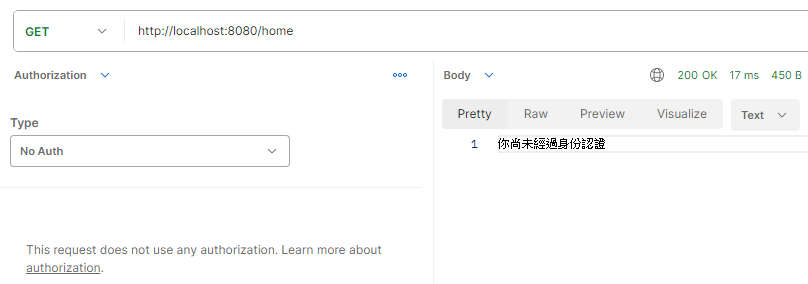 GET http://localhost:8080/home
Authorization
Type
No Auth
This request does not use any authorization. Learn more about
authorization.
Body 200 OK 17 ms 450 B
Pretty Raw Preview Visualize Text
1 你尚未經過身份認證